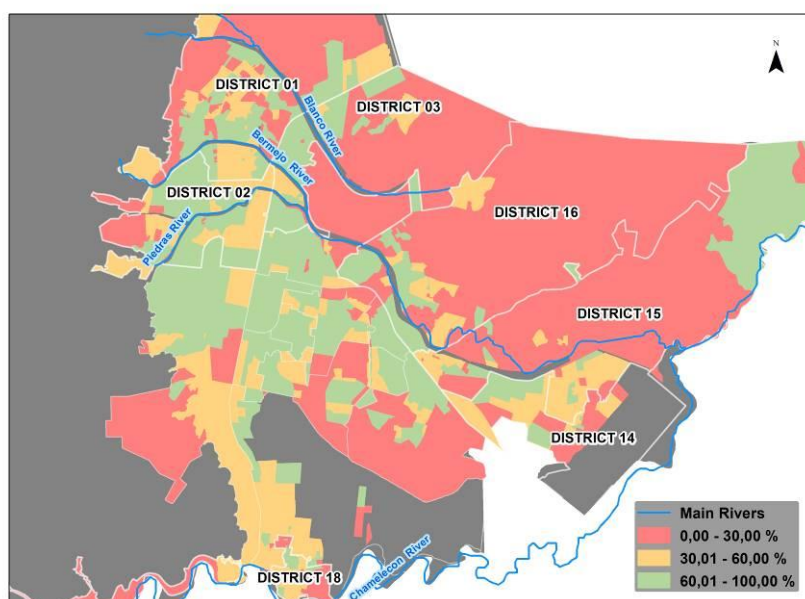 N
DISTRICT 01
DISTRICT 03
Blanco River
Bermejo River
DISTRICT 02
Piedras River
DISTRICT 16
DISTRICT 15
DISTRICT 14
DISTRICT 18
Chamelecon River
Main Rivers
0,00 - 30,00 %
30,01 - 60,00 %
60,01 - 100,00 %